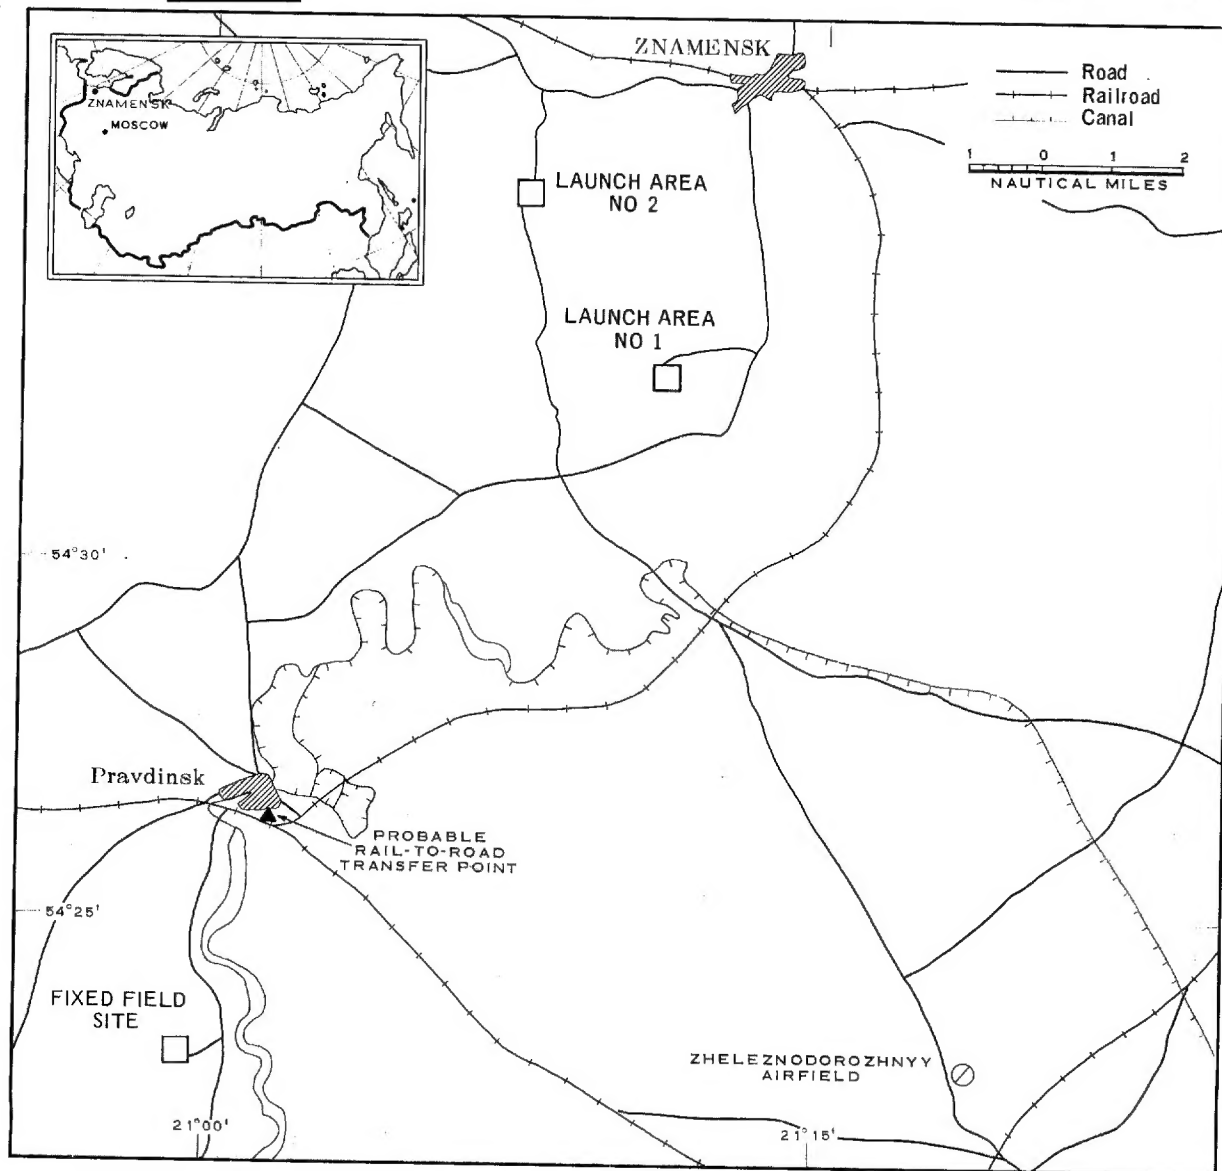 ZNAMENSK
ZNAMENSK
MOSCOW
Road
Railroad
Canal
1 0 1 2
NAUTICAL MILES
LAUNCH AREA
NO 2
LAUNCH AREA
NO 1
54°30'
Pravdinsk
PROBABLE
RAIL-TO-ROAD
TRANSFER POINT
54°25'
FIXED FIELD
SITE
ZHELEZNODOROZHNYY
AIRFIELD
21°00'
21°15'